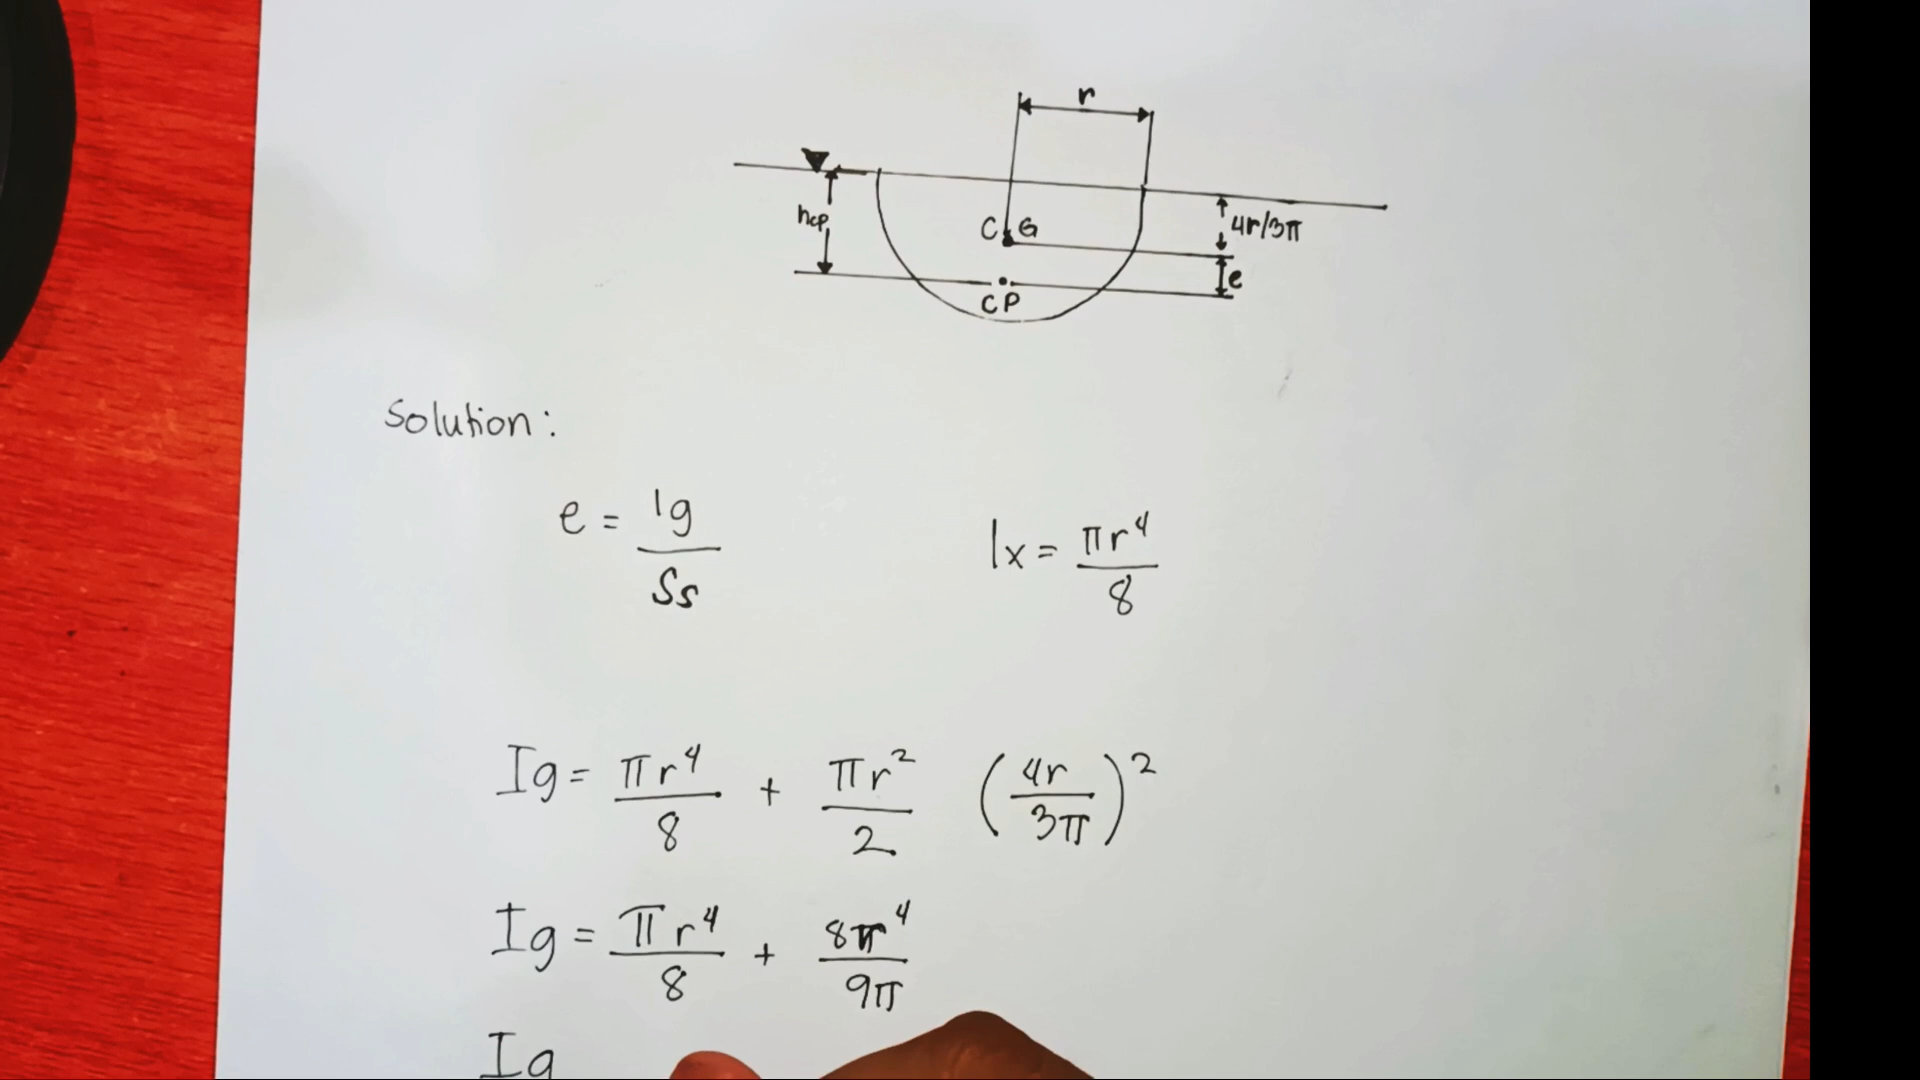 r
hcp
C G
4r/3π
e
CP
Solution:
e = Ig / Ss
Ix = πr⁴ / 8
Ig = πr⁴ / 8 + πr² / 2 (4r / 3π)²
Ig = πr⁴ / 8 + 8r⁴ / 9π
Ig